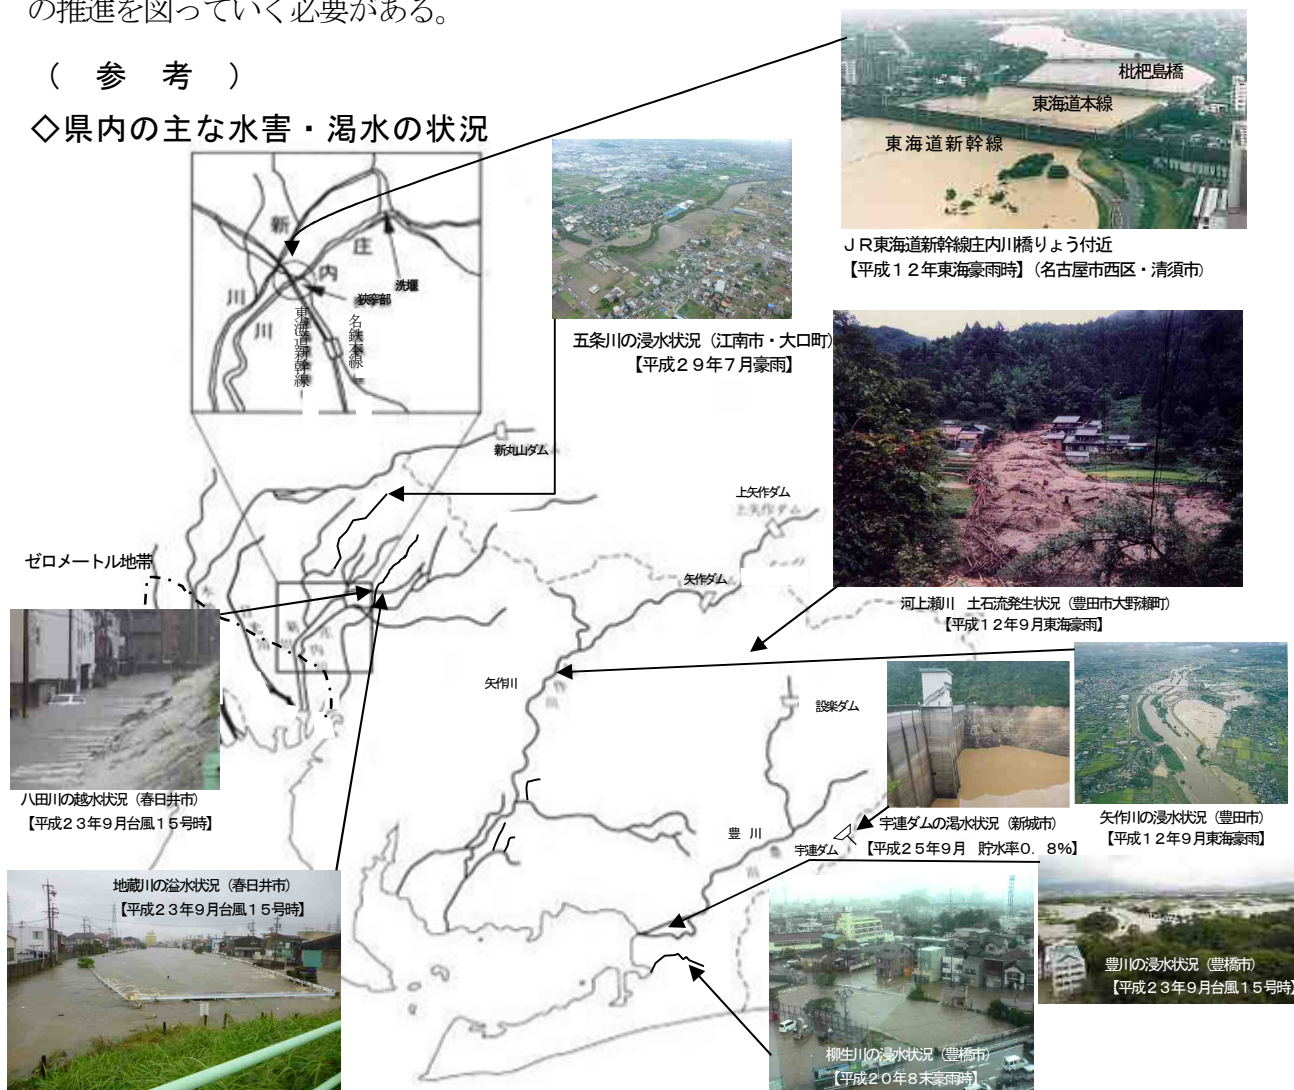 の推進を図っていく必要がある。
（　参　考　）
◇県内の主な水害・渇水の状況
枇杷島橋
東海道本線
東海道新幹線
ＪＲ東海道新幹線庄内川橋りょう付近
【平成１２年東海豪雨時】（名古屋市西区・清須市）
新
川
庄
内
川
洗堰
狭窄部
東海道新幹線
名鉄本線
五条川の浸水状況（江南市・大口町）
【平成２９年７月豪雨】
新丸山ダム
上矢作ダム
上矢作ダム
矢作ダム
河上瀬川　土石流発生状況（豊田市大野瀬町）
【平成１２年９月東海豪雨】
ゼロメートル地帯
八田川の越水状況（春日井市）
【平成２３年９月台風１５号時】
矢作川
設楽ダム
豊　川
宇連ダム
宇連ダムの渇水状況（新城市）
【平成２５年９月　貯水率０．８％】
矢作川の浸水状況（豊田市）
【平成１２年９月東海豪雨】
地蔵川の溢水状況（春日井市）
【平成２３年９月台風１５号時】
豊川の浸水状況（豊橋市）
【平成２３年９月台風１５号時】
柳生川の浸水状況（豊橋市）
【平成２０年８末豪雨時】